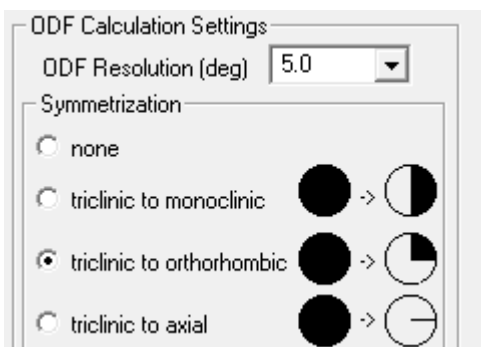 ODF Calculation Settings
ODF Resolution (deg) 5.0
Symmetrization
none
triclinic to monoclinic ->
triclinic to orthorhombic ->
triclinic to axial ->